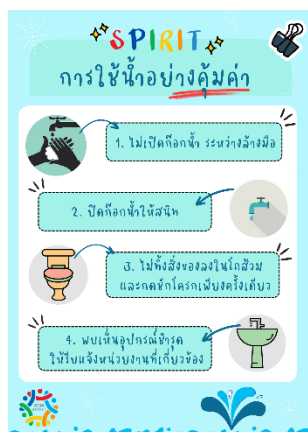 SPIRIT
การใช้น้ำอย่างคุ้มค่า
1. ไม่เปิดก๊อกน้ำ ระหว่างล้างมือ
2. ปิดก๊อกน้ำให้สนิท
3. ไม่ทิ้งสิ่งของลงในโถส้วม
และกดชักโครกเพียงครั้งเดียว
4. พบเห็นอุปกรณ์ชำรุด
ให้รีบแจ้งหน่วยงานที่เกี่ยวข้อง